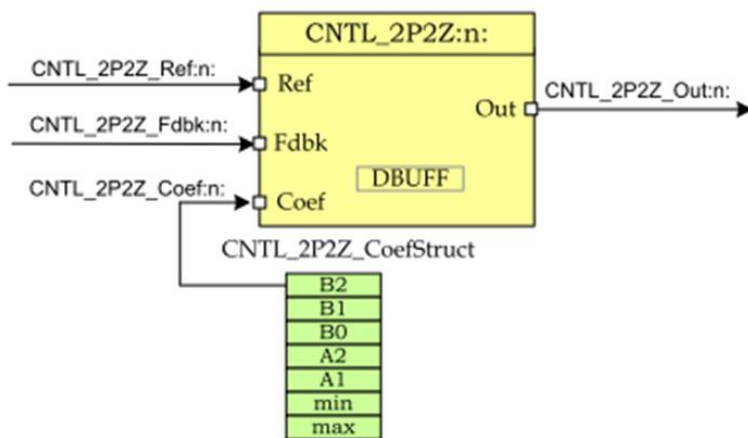 CNTL_2P2Z:n:
CNTL_2P2Z_Ref:n:
Ref
CNTL_2P2Z_Out:n:
Out
CNTL_2P2Z_Fdbk:n:
Fdbk
DBUFF
CNTL_2P2Z_Coef:n:
Coef
CNTL_2P2Z_CoefStruct
B2
B1
B0
A2
A1
min
max